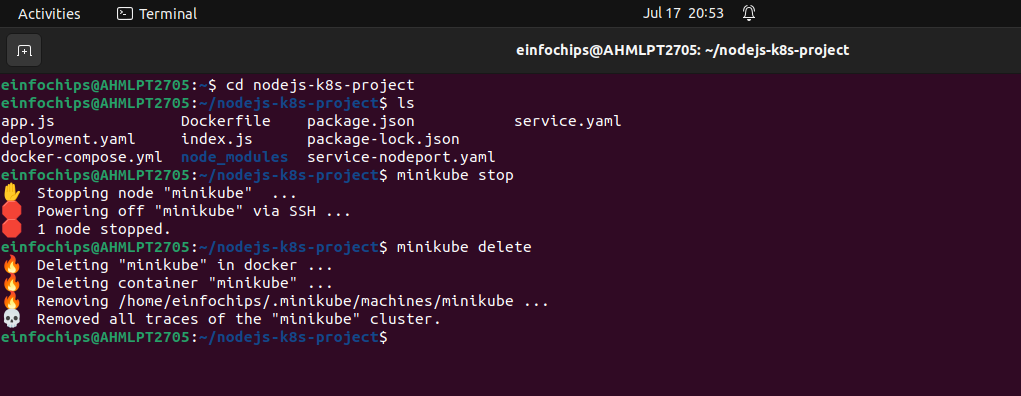 Activities Terminal Jul 17 20:53
einfochips@AHMLPT2705: ~/nodejs-k8s-project
einfochips@AHMLPT2705:~$ cd nodejs-k8s-project
einfochips@AHMLPT2705:~/nodejs-k8s-project$ ls
app.js Dockerfile package.json service.yaml
deployment.yaml index.js package-lock.json
docker-compose.yml node_modules service-nodeport.yaml
einfochips@AHMLPT2705:~/nodejs-k8s-project$ minikube stop
✋ Stopping node "minikube" ...
🛑 Powering off "minikube" via SSH ...
🛑 1 node stopped.
einfochips@AHMLPT2705:~/nodejs-k8s-project$ minikube delete
🔥 Deleting "minikube" in docker ...
🔥 Deleting container "minikube" ...
🔥 Removing /home/einfochips/.minikube/machines/minikube ...
💀 Removed all traces of the "minikube" cluster.
einfochips@AHMLPT2705:~/nodejs-k8s-project$